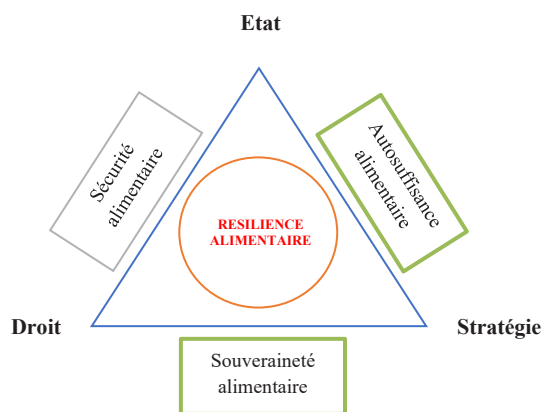 Etat
Sécurité
alimentaire
Autosuffisance
alimentaire
RESILIENCE
ALIMENTAIRE
Droit
Stratégie
Souveraineté
alimentaire